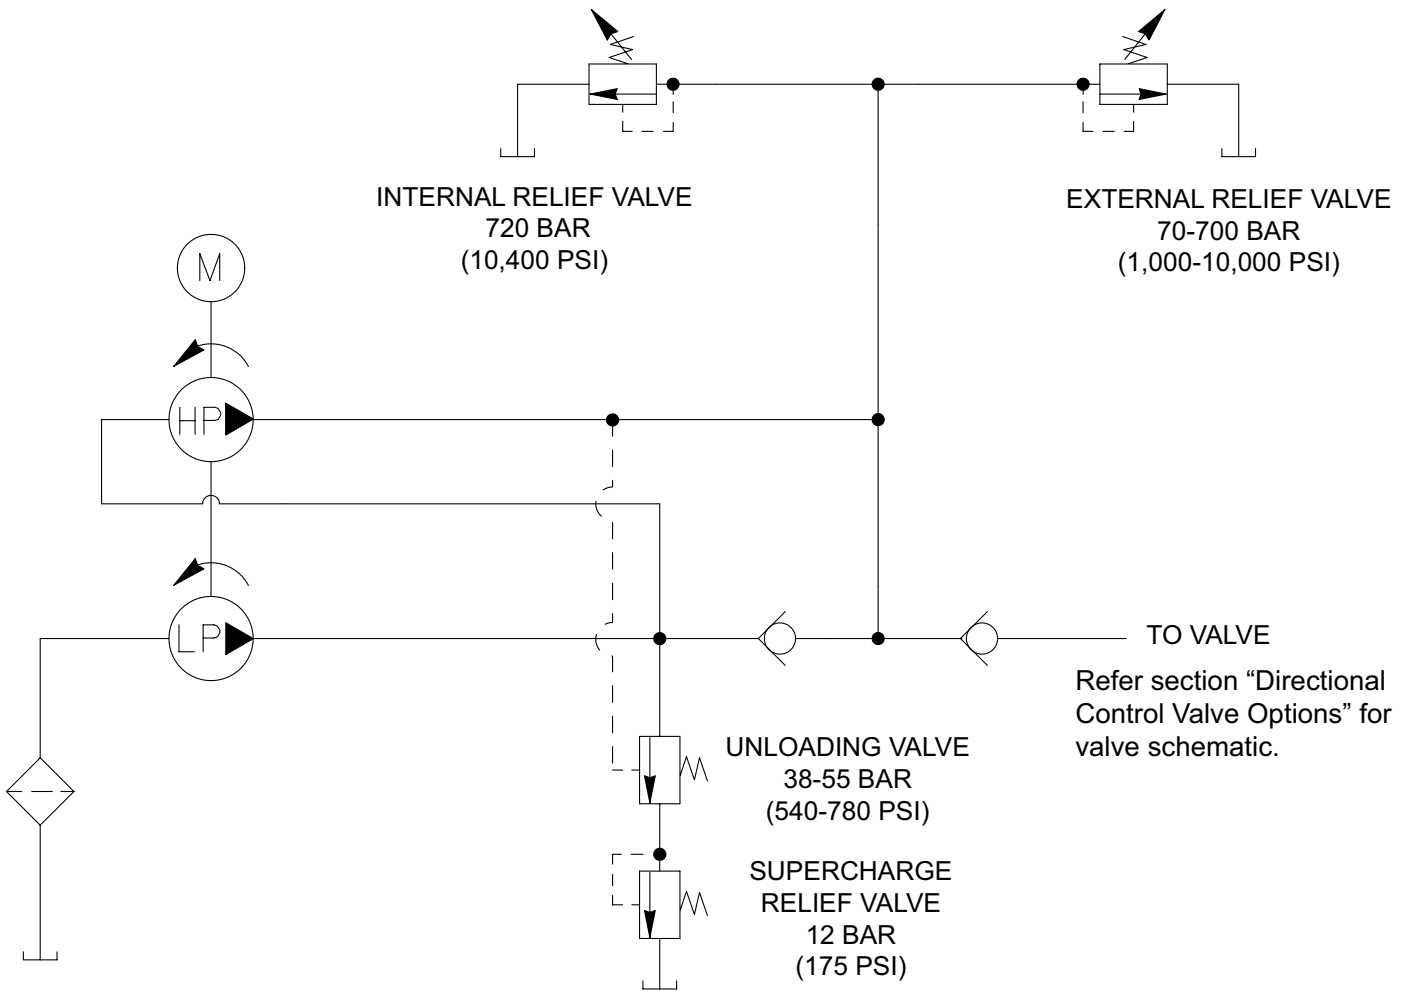 INTERNAL RELIEF VALVE
720 BAR
(10,400 PSI)
EXTERNAL RELIEF VALVE
70-700 BAR
(1,000-10,000 PSI)
M
HP
LP
TO VALVE
Refer section “Directional
Control Valve Options” for
valve schematic.
UNLOADING VALVE
38-55 BAR
(540-780 PSI)
SUPERCHARGE
RELIEF VALVE
12 BAR
(175 PSI)